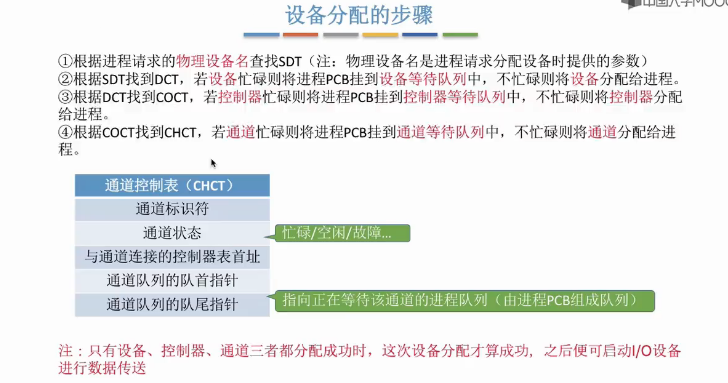 中国大学MOOC
设备分配的步骤
①根据进程请求的物理设备名查找SDT（注：物理设备名是进程请求分配设备时提供的参数）
②根据SDT找到DCT，若设备忙碌则将进程PCB挂到设备等待队列中，不忙碌则将设备分配给进程。
③根据DCT找到COCT，若控制器忙碌则将进程PCB挂到控制器等待队列中，不忙碌则将控制器分配
给进程。
④根据COCT找到CHCT，若通道忙碌则将进程PCB挂到通道等待队列中，不忙碌则将通道分配给进
程。
通道控制表（CHCT）
通道标识符
通道状态
忙碌/空闲/故障...
与通道连接的控制器表首址
通道队列的队首指针
通道队列的队尾指针
指向正在等待该通道的进程队列（由进程PCB组成队列）
注：只有设备、控制器、通道三者都分配成功时，这次设备分配才算成功，之后便可启动I/O设备
进行数据传送